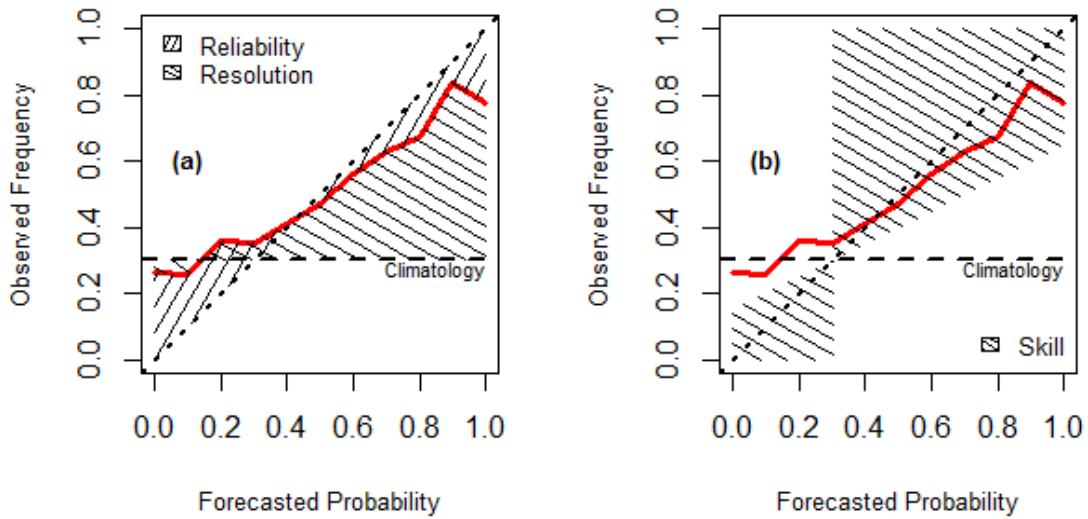 Observed Frequency
0.0 0.2 0.4 0.6 0.8 1.0
Reliability
Resolution
(a)
Climatology
0.0 0.2 0.4 0.6 0.8 1.0
Forecasted Probability
Observed Frequency
0.0 0.2 0.4 0.6 0.8 1.0
(b)
Climatology
Skill
0.0 0.2 0.4 0.6 0.8 1.0
Forecasted Probability